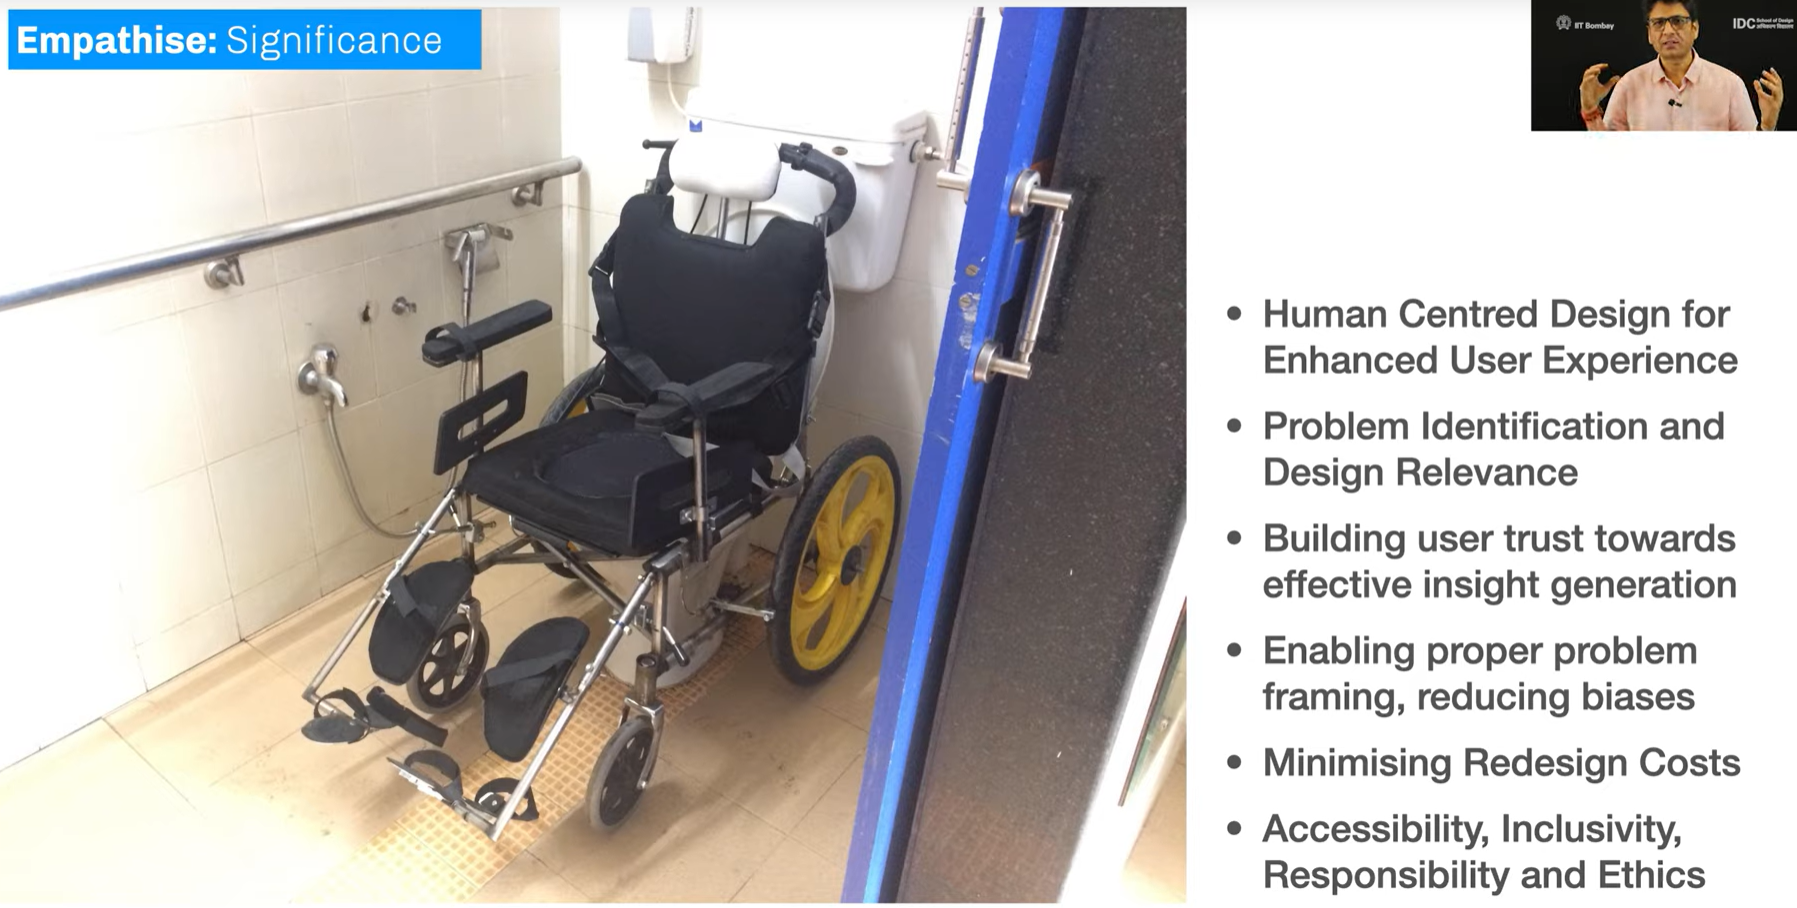 Empathise: Significance
IIT Bombay
IDC School of Design
• Human Centred Design for
Enhanced User Experience
• Problem Identification and
Design Relevance
• Building user trust towards
effective insight generation
• Enabling proper problem
framing, reducing biases
• Minimising Redesign Costs
• Accessibility, Inclusivity,
Responsibility and Ethics